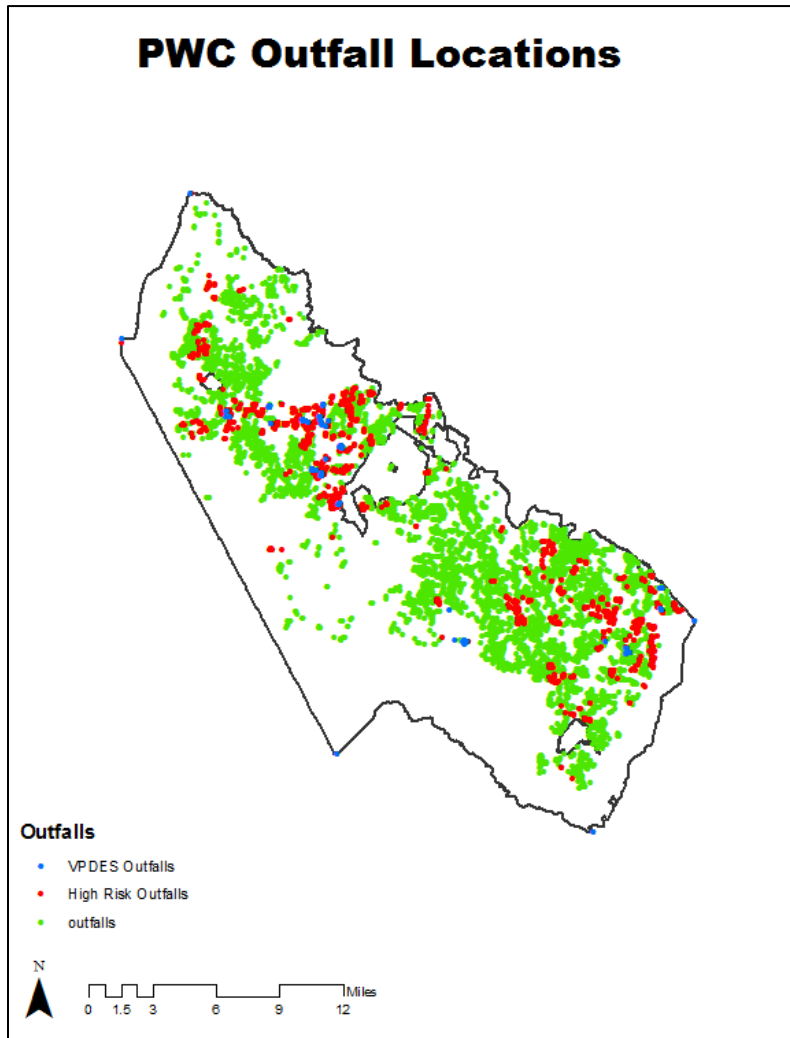 PWC Outfall Locations
Outfalls
VPDES Outfalls
High Risk Outfalls
outfalls
N
Miles
0 1.5 3 6 9 12